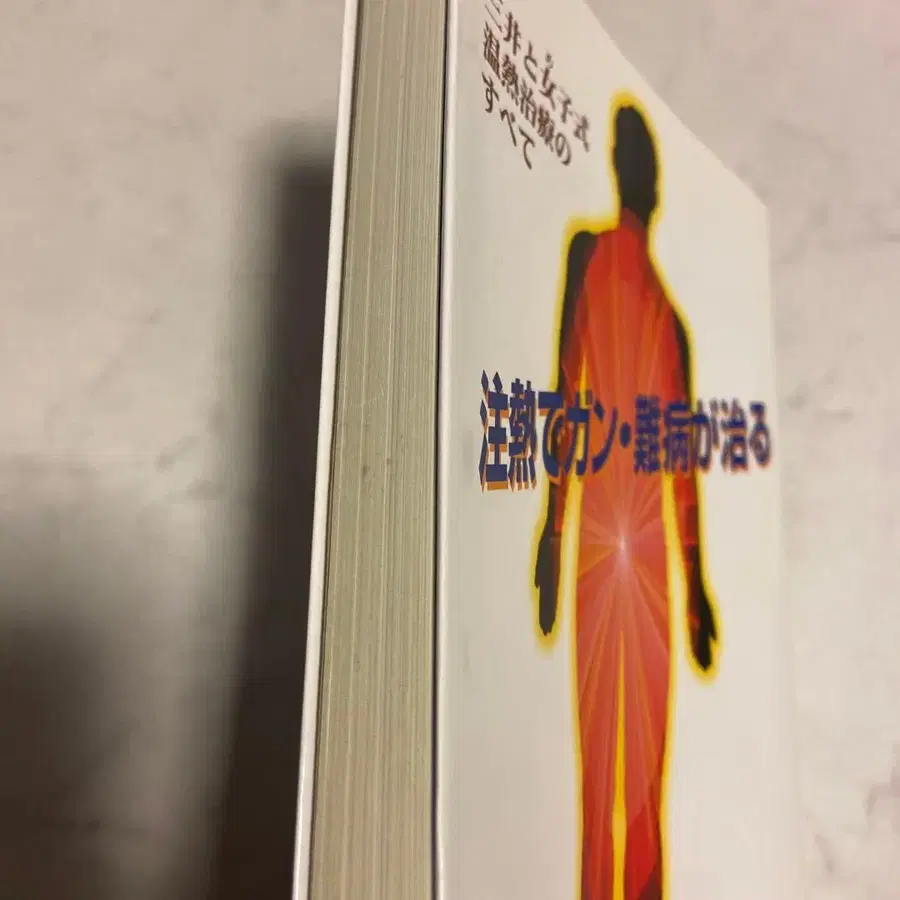 三井と女子式
温熱治療の
すべて
注熱でガン・難病が治る